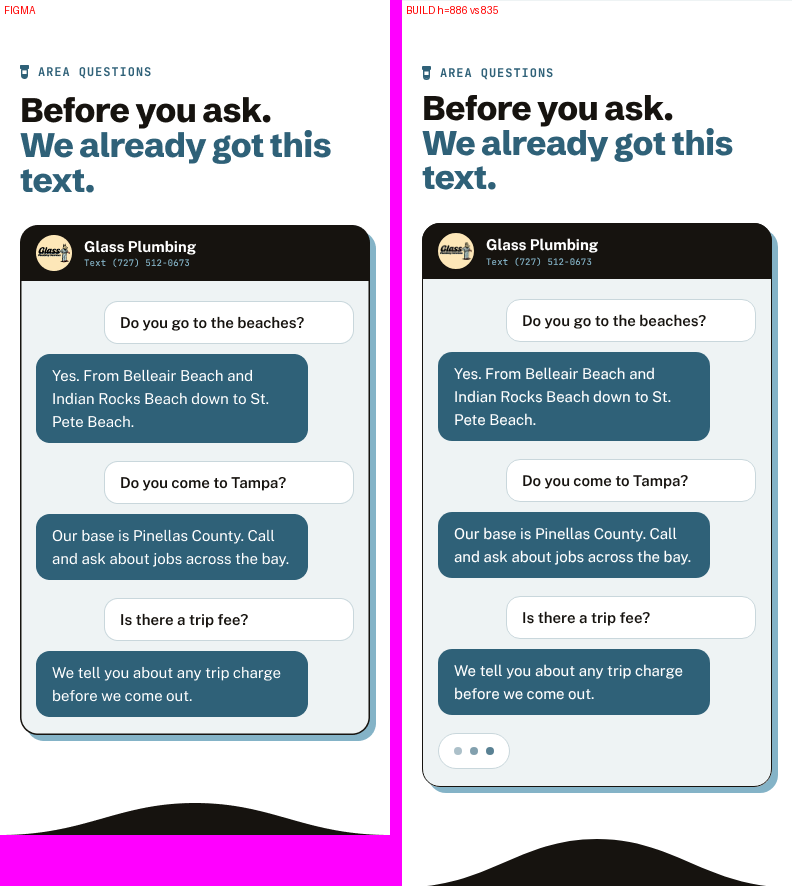 FIGMA
AREA QUESTIONS
Before you ask.
We already got this
text.
Glass
Glass Plumbing
Text (727) 512-0673
Do you go to the beaches?
Yes. From Belleair Beach and
Indian Rocks Beach down to St.
Pete Beach.
Do you come to Tampa?
Our base is Pinellas County. Call
and ask about jobs across the bay.
Is there a trip fee?
We tell you about any trip charge
before we come out.
BUILD h=886 vs 835
AREA QUESTIONS
Before you ask.
We already got this
text.
Glass
Glass Plumbing
Text (727) 512-0673
Do you go to the beaches?
Yes. From Belleair Beach and
Indian Rocks Beach down to St.
Pete Beach.
Do you come to Tampa?
Our base is Pinellas County. Call
and ask about jobs across the bay.
Is there a trip fee?
We tell you about any trip charge
before we come out.